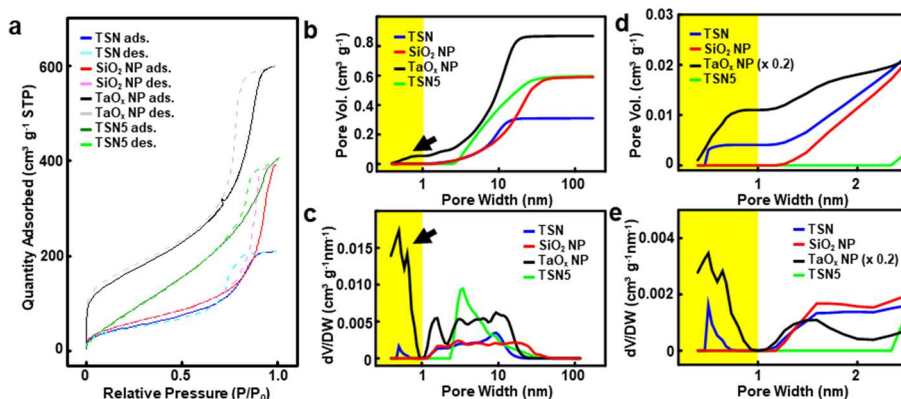 a
TSN ads.
TSN des.
SiO₂ NP ads.
SiO₂ NP des.
TaOₓ NP ads.
TaOₓ NP des.
TSN5 ads.
TSN5 des.
600
400
200
0
Quantity Adsorbed (cm³ g⁻¹ STP)
0
0.5
1.0
Relative Pressure (P/P₀)
b
TSN
SiO₂ NP
TaOₓ NP
TSN5
0.8
0.4
0.0
Pore Vol. (cm³ g⁻¹)
1
10
100
Pore Width (nm)
c
TSN
SiO₂ NP
TaOₓ NP
TSN5
0.015
0.010
0.005
0.000
dV/DW (cm³ g⁻¹nm⁻¹)
1
10
100
Pore Width (nm)
d
TSN
SiO₂ NP
TaOₓ NP (x 0.2)
TSN5
0.03
0.02
0.01
0.00
Pore Vol. (cm³ g⁻¹)
1
2
Pore Width (nm)
e
TSN
SiO₂ NP
TaOₓ NP (x 0.2)
TSN5
0.004
0.002
0.000
dV/DW (cm³ g⁻¹nm⁻¹)
1
2
Pore Width (nm)